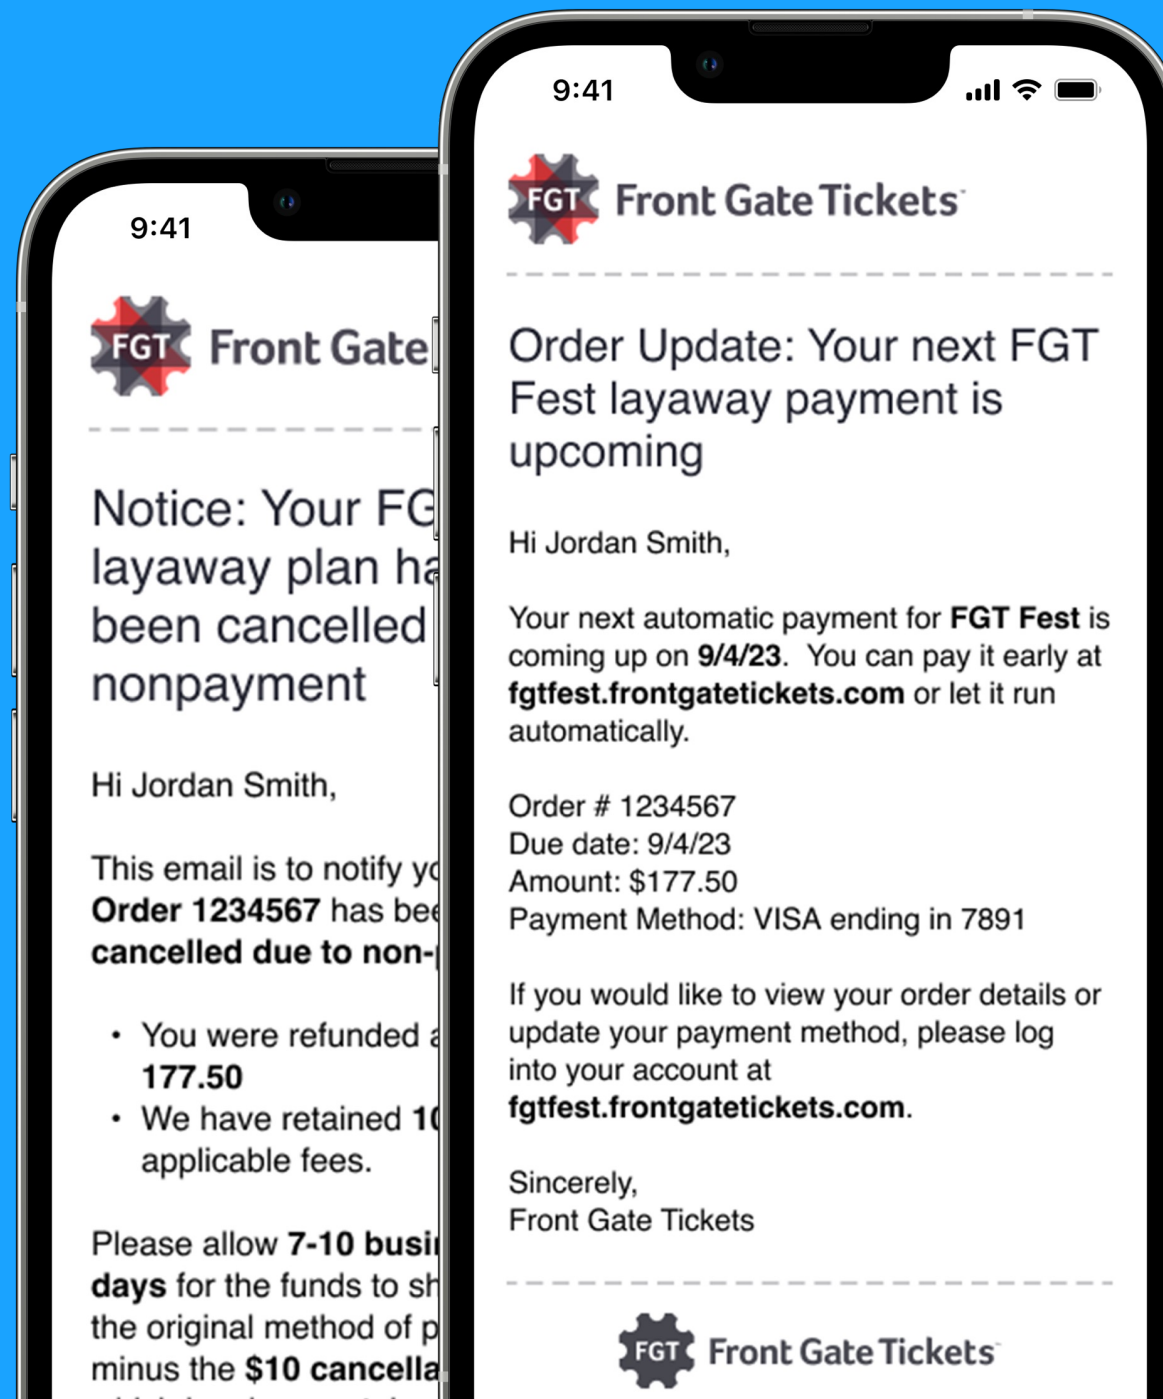 9:41
FGT Front Gate
Notice: Your FG
layaway plan ha
been cancelled
nonpayment
Hi Jordan Smith,
This email is to notify yo
Order 1234567 has bee
cancelled due to non-
• You were refunded a
177.50
• We have retained 10
applicable fees.
Please allow 7-10 busi
days for the funds to sh
the original method of p
minus the $10 cancella
9:41
FGT Front Gate Tickets
Order Update: Your next FGT
Fest layaway payment is
upcoming
Hi Jordan Smith,
Your next automatic payment for FGT Fest is
coming up on 9/4/23.  You can pay it early at
fgtfest.frontgatetickets.com or let it run
automatically.
Order # 1234567
Due date: 9/4/23
Amount: $177.50
Payment Method: VISA ending in 7891
If you would like to view your order details or
update your payment method, please log
into your account at
fgtfest.frontgatetickets.com.
Sincerely,
Front Gate Tickets
FGT Front Gate Tickets